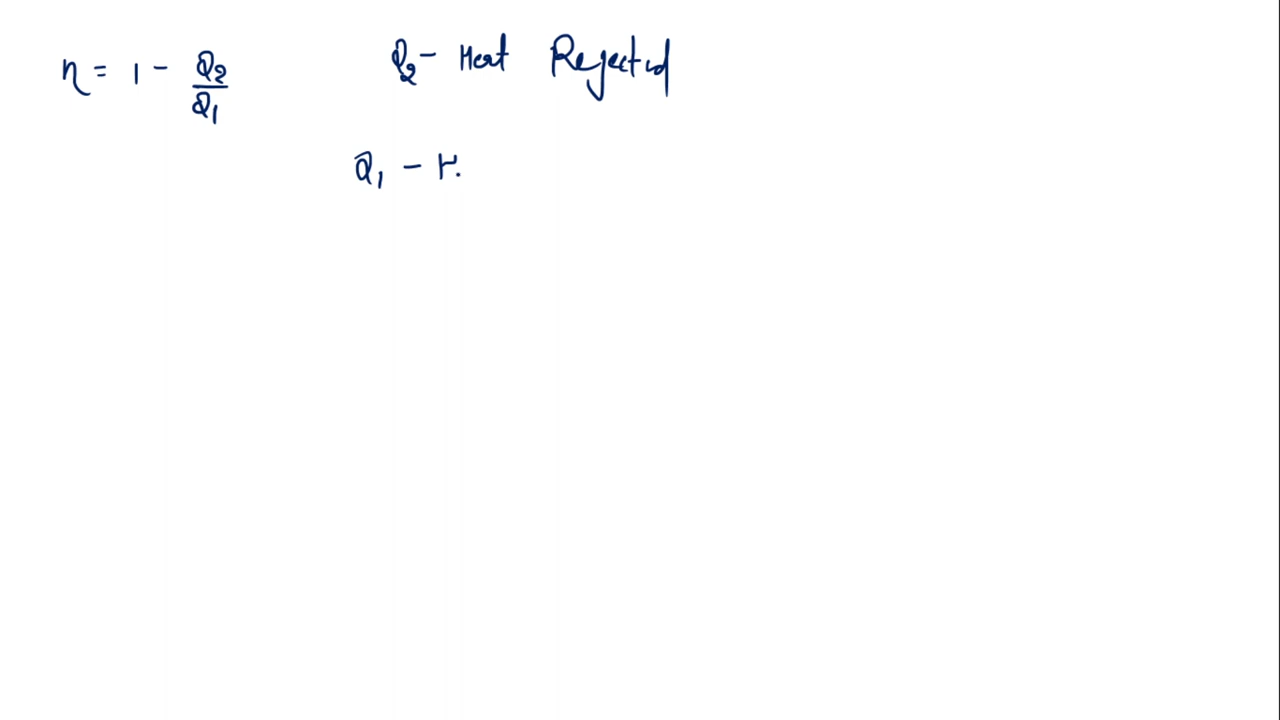 η = 1 - Q₂/Q₁
Q₂ - Heat Rejected
Q₁ -